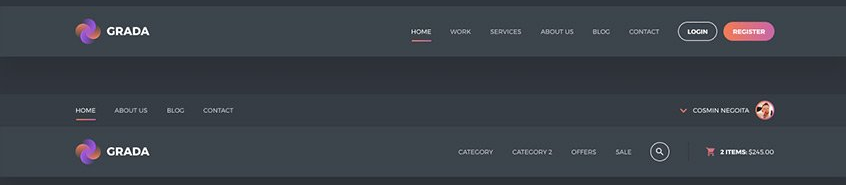 GRADA HOME WORK SERVICES ABOUT US BLOG CONTACT LOGIN REGISTER
HOME ABOUT US BLOG CONTACT COSMIN NEGOITA
GRADA CATEGORY CATEGORY 2 OFFERS SALE 2 ITEMS: $245.00